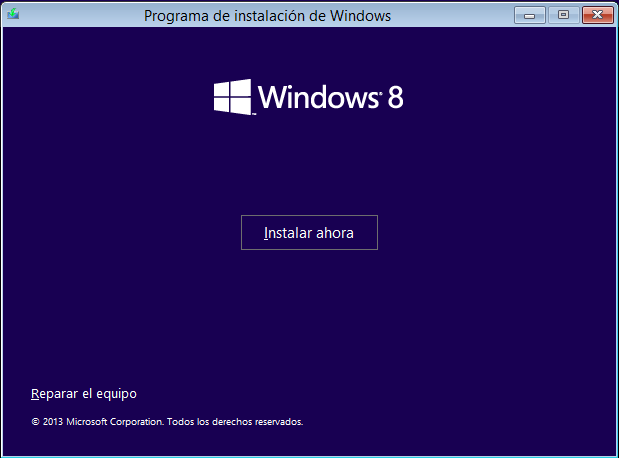 Programa de instalación de Windows
Windows® 8
Instalar ahora
Reparar el equipo
© 2013 Microsoft Corporation. Todos los derechos reservados.